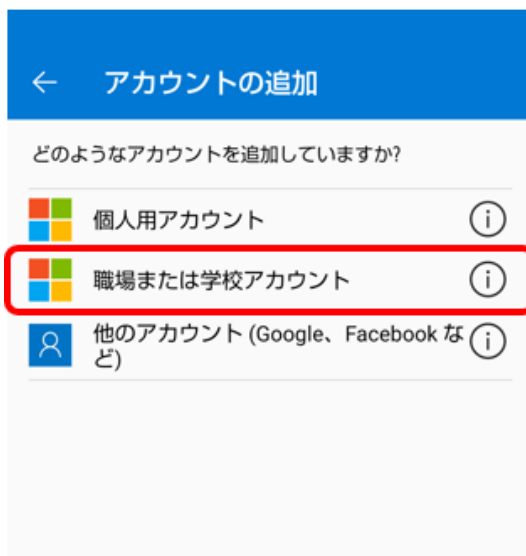 アカウントの追加
どのようなアカウントを追加していますか?
個人用アカウント
職場または学校アカウント
他のアカウント (Google、Facebook な
ど)